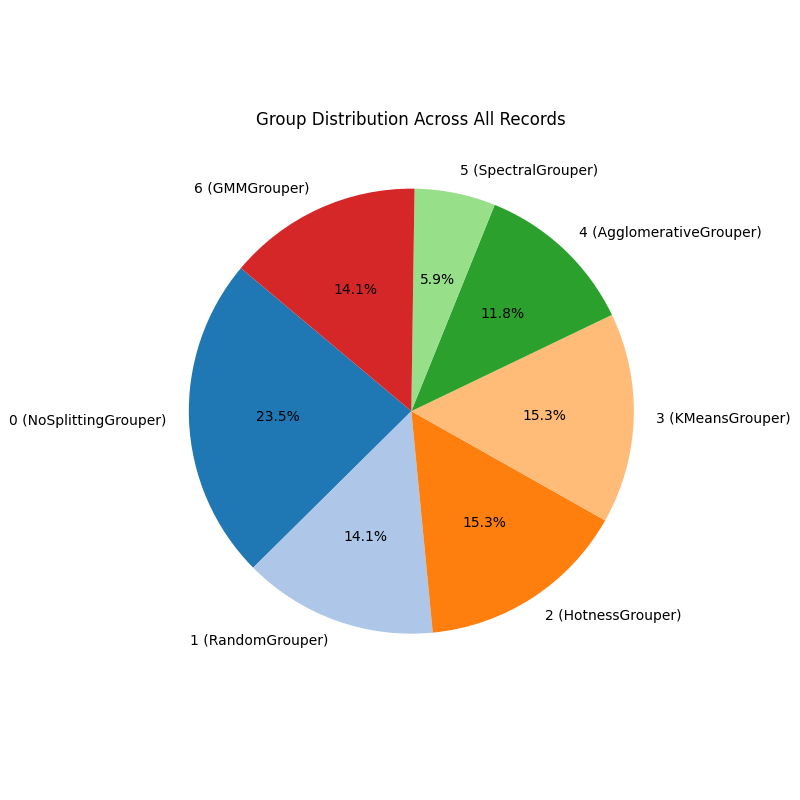 Group Distribution Across All Records
5 (SpectralGrouper)
6 (GMMGrouper)
4 (AgglomerativeGrouper)
5.9%
14.1%
11.8%
23.5%
15.3%
0 (NoSplittingGrouper)
3 (KMeansGrouper)
15.3%
14.1%
2 (HotnessGrouper)
1 (RandomGrouper)